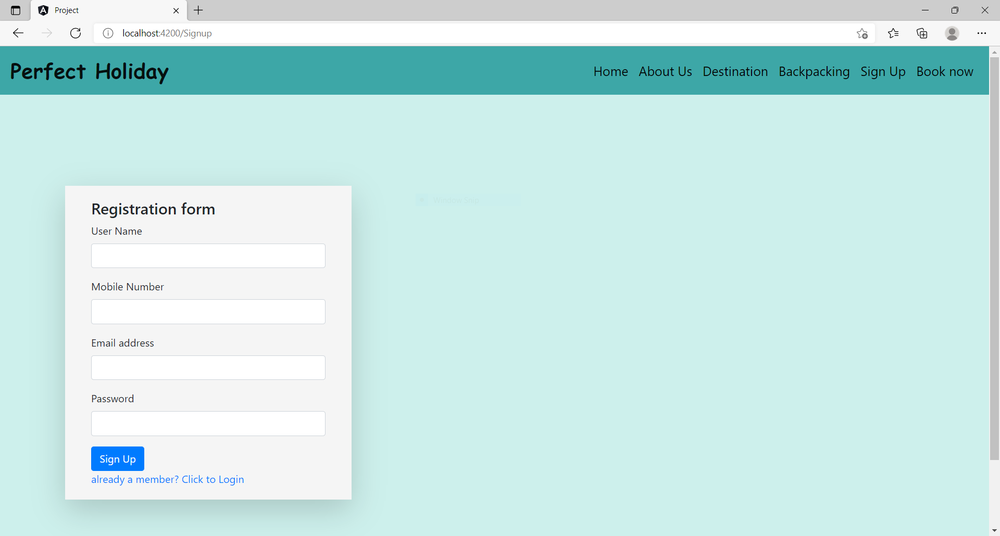 Project
localhost:4200/Signup
Perfect Holiday
Home About Us Destination Backpacking Sign Up Book now
Window Snip
Registration form
User Name
Mobile Number
Email address
Password
Sign Up
already a member? Click to Login